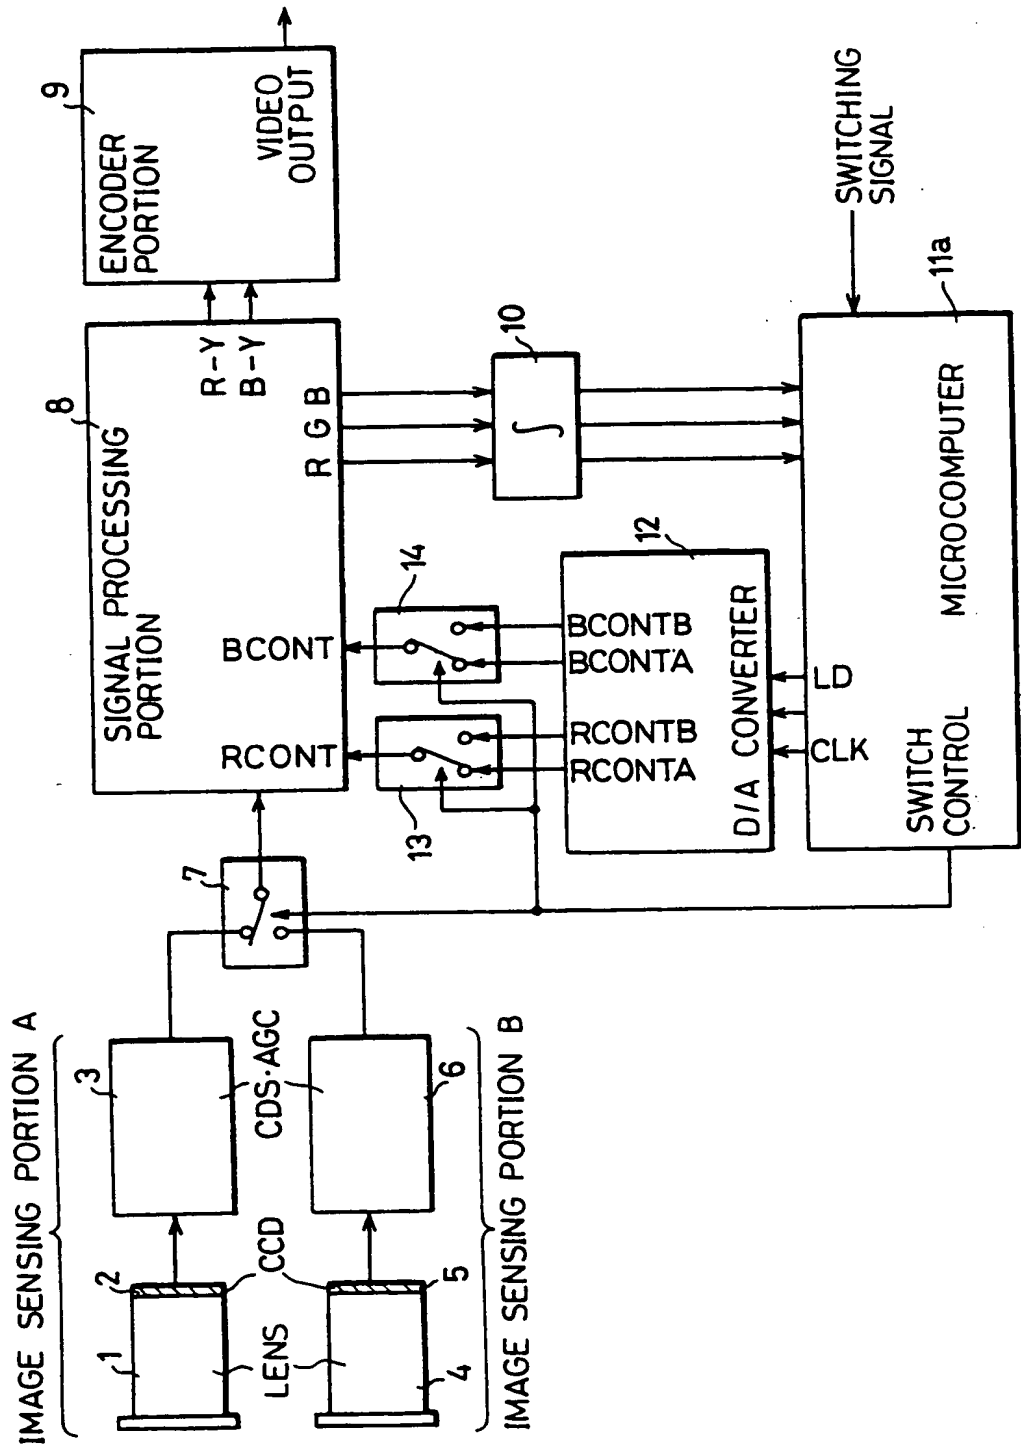 IMAGE SENSING PORTION A
1
2
3
LENS
CCD
CDS·AGC
4
5
6
IMAGE SENSING PORTION B
7
8
SIGNAL PROCESSING
PORTION
RCONT
BCONT
R
G
B
R-Y
B-Y
9
ENCODER
PORTION
VIDEO
OUTPUT
13
14
10
∫
12
RCONTA
RCONTB
BCONTA
BCONTB
D/A CONVERTER
CLK
LD
SWITCH
CONTROL
MICROCOMPUTER
11a
SWITCHING
SIGNAL